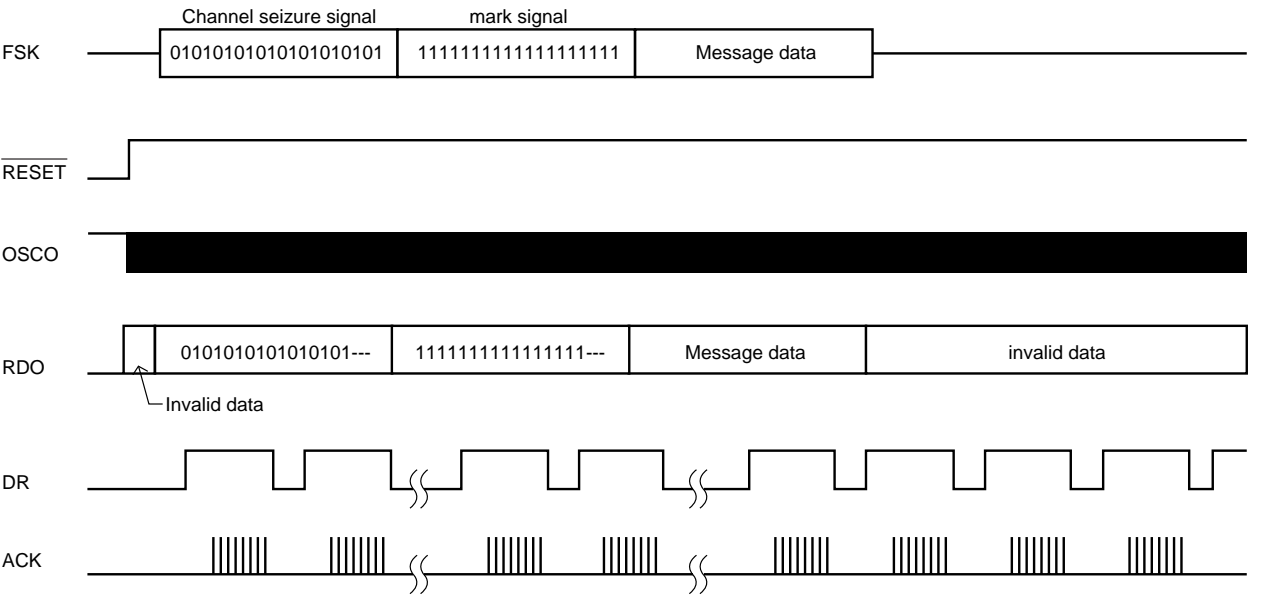 Channel seizure signal mark signal
FSK 01010101010101010101 1111111111111111111 Message data
RESET
OSCO
RDO 0101010101010101--- 1111111111111111--- Message data invalid data
Invalid data
DR
ACK